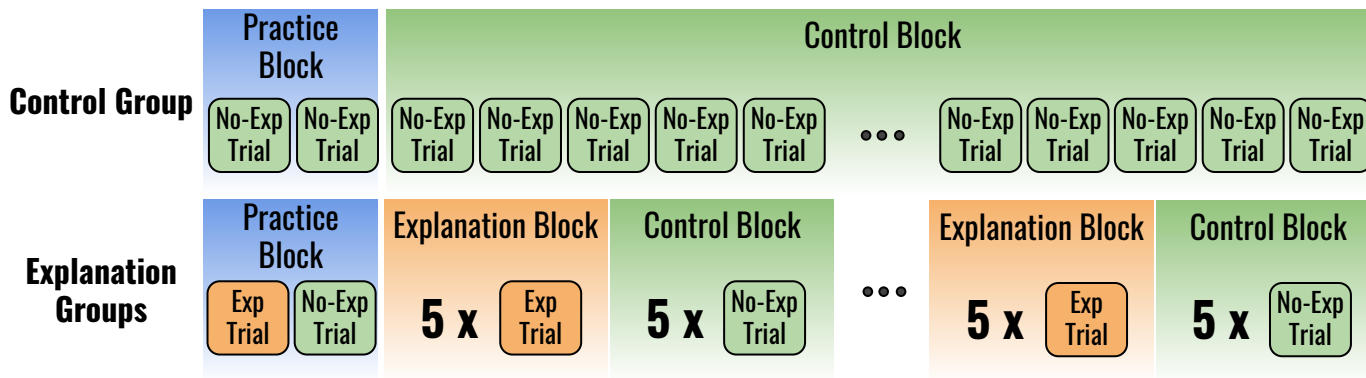 Practice
Block
Control Block
Control Group
No-Exp
Trial
No-Exp
Trial
No-Exp
Trial
No-Exp
Trial
No-Exp
Trial
No-Exp
Trial
No-Exp
Trial
No-Exp
Trial
No-Exp
Trial
No-Exp
Trial
No-Exp
Trial
No-Exp
Trial
Practice
Block
Explanation Block
Control Block
Explanation Block
Control Block
Explanation
Groups
Exp
Trial
No-Exp
Trial
5 x
Exp
Trial
5 x
No-Exp
Trial
5 x
Exp
Trial
5 x
No-Exp
Trial